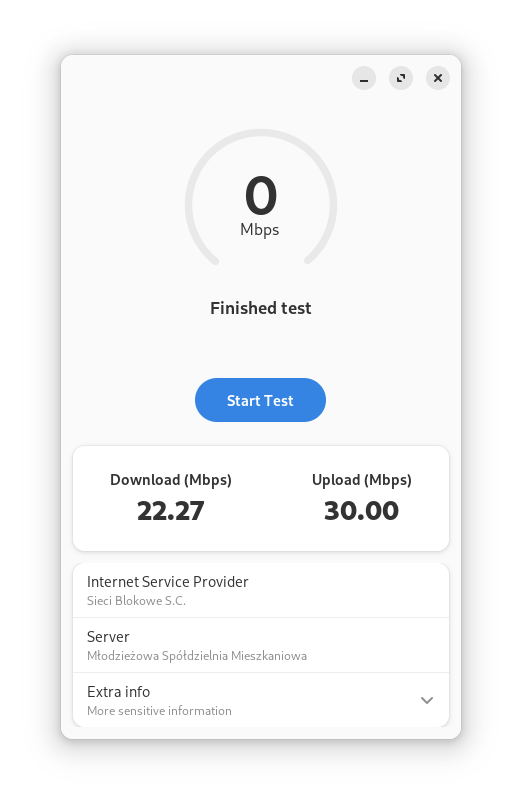 0
Mbps
Finished test
Start Test
Download (Mbps)
22.27
Upload (Mbps)
30.00
Internet Service Provider
Sieci Blokowe S.C.
Server
Młodzieżowa Spółdzielnia Mieszkaniowa
Extra info
More sensitive information